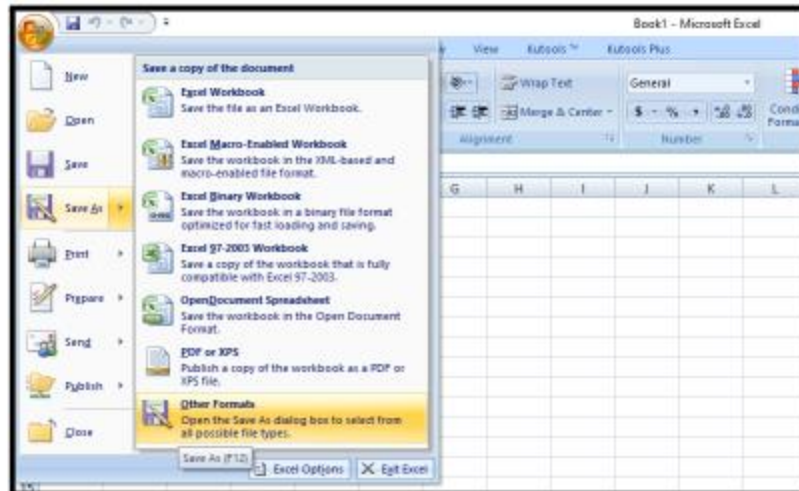 Book1 - Microsoft Excel
View Kutools ™ Kutools Plus
New
Open
Save
Save As
Print
Prepare
Send
Publish
Close
Save a copy of the document
Excel Workbook
Save the file as an Excel Workbook.
Excel Macro-Enabled Workbook
Save the workbook in the XML-based and
macro-enabled file format.
Excel Binary Workbook
Save the workbook in a binary file format
optimized for fast loading and saving.
Excel 97-2003 Workbook
Save a copy of the workbook that is fully
compatible with Excel 97-2003.
OpenDocument Spreadsheet
Save the workbook in the Open Document
Format.
PDF or XPS
Publish a copy of the workbook as a PDF or
XPS file.
Other Formats
Open the Save As dialog box to select from
all possible file types.
Save As (F12)
Excel Options
Exit Excel
Wrap Text
Merge & Center
Alignment
General
$ % ,
Number
G H I J K L
15